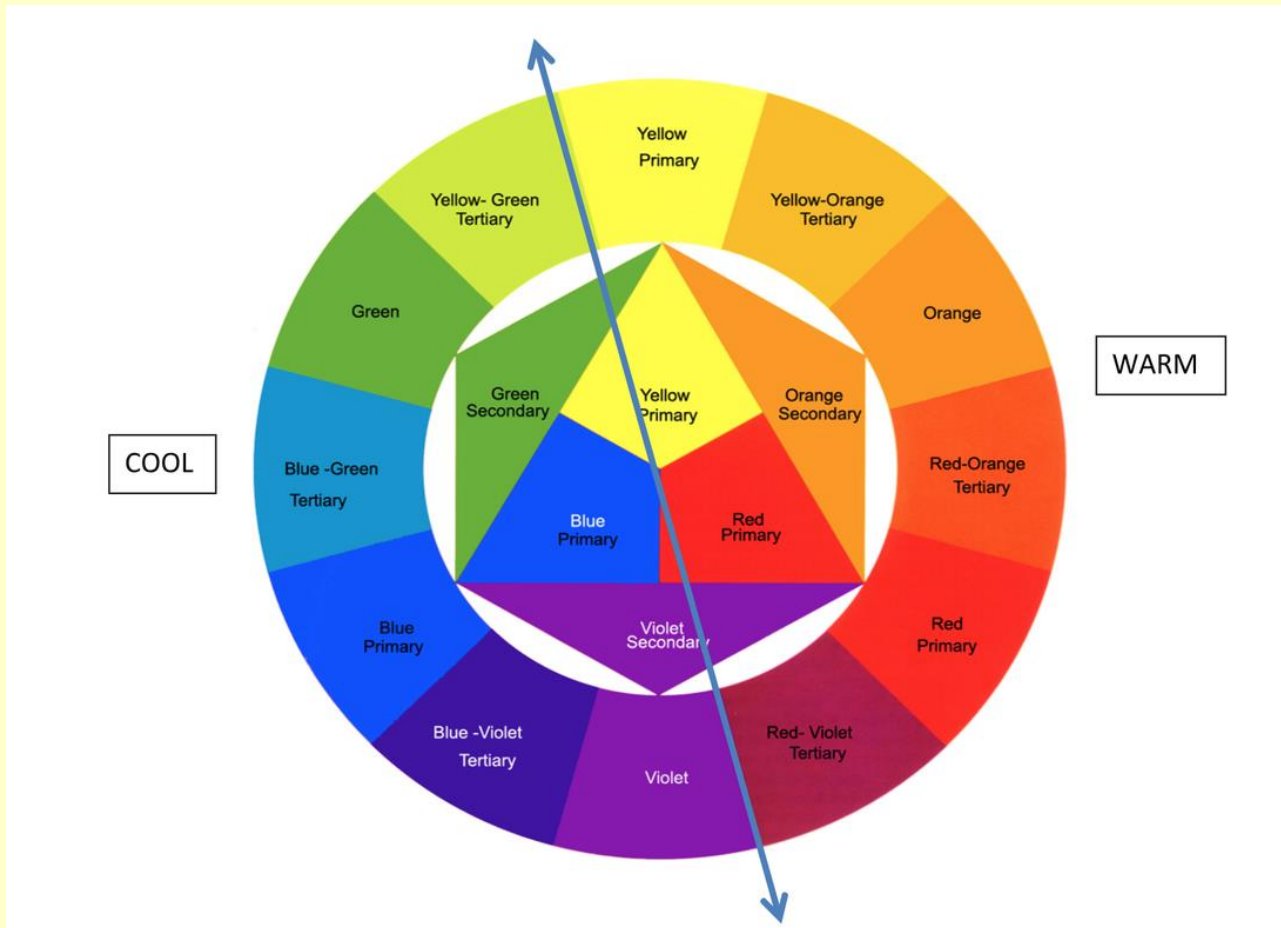 Yellow
Primary
Yellow- Green
Tertiary
Yellow-Orange
Tertiary
Green
Orange
WARM
Green
Secondary
Yellow
Primary
Orange
Secondary
COOL
Blue -Green
Tertiary
Red-Orange
Tertiary
Blue
Primary
Red
Primary
Blue
Primary
Violet
Secondary
Red
Primary
Blue -Violet
Tertiary
Violet
Red- Violet
Tertiary